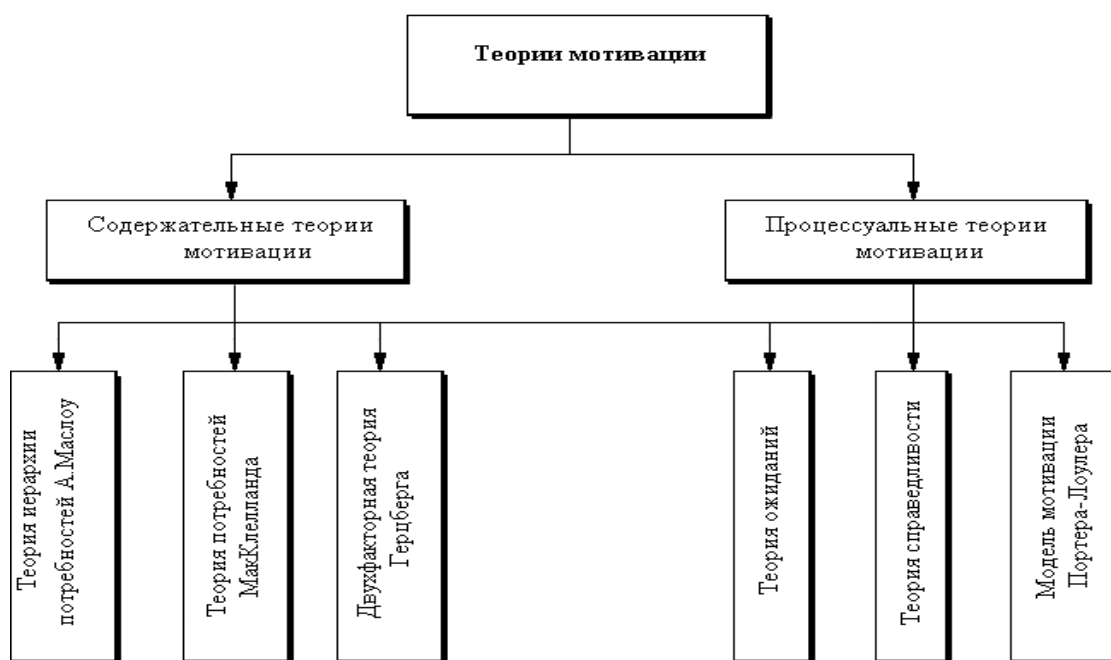 Теории мотивации
Содержательные теории
мотивации
Процессуальные теории
мотивации
Теория иерархии
потребностей А.Маслоу
Теория потребностей
МакКлелланда
Двухфакторная теория
Герцберга
Теория ожиданий
Теория справедливости
Модель мотивации
Портера-Лоулера